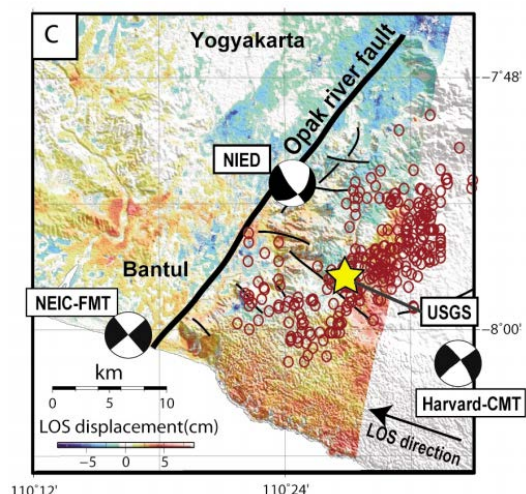 C
Yogyakarta
Opak river fault
−7°48'
NIED
Bantul
NEIC-FMT
USGS
−8°00'
km
0 5 10
Harvard-CMT
LOS displacement(cm)
LOS direction
−5 0 5
110°12' 110°24'